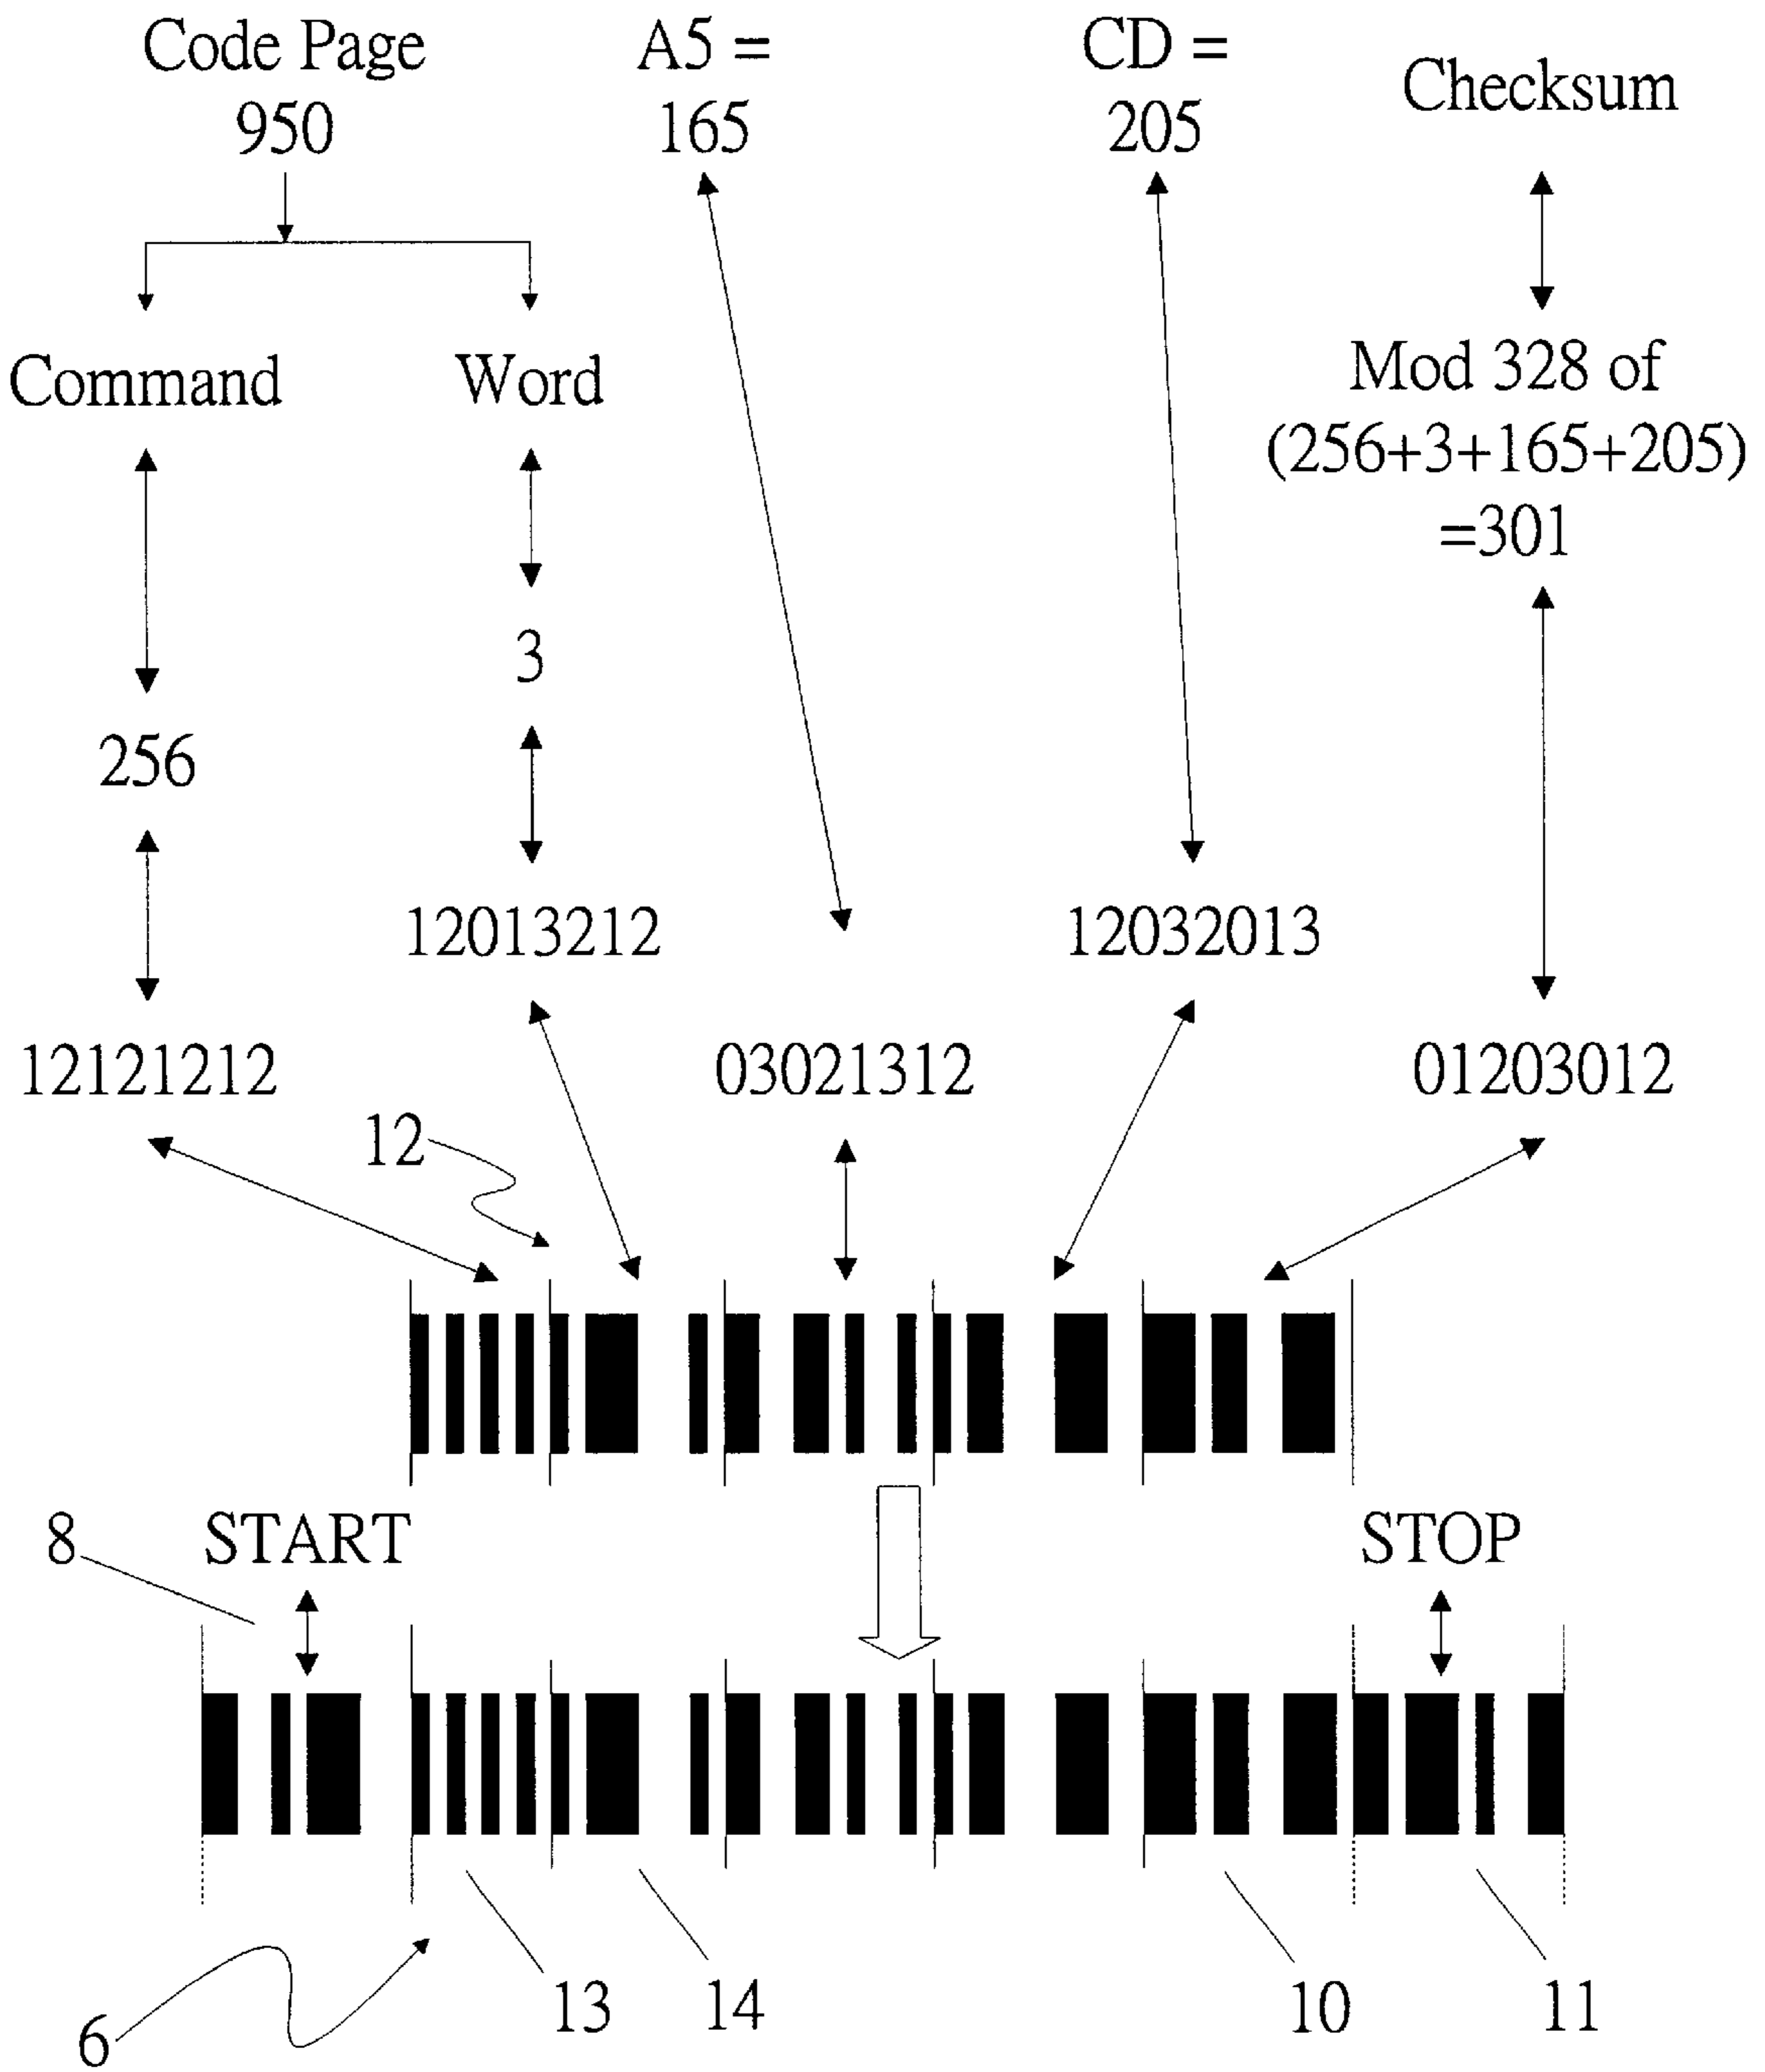 Code Page
950
A5 =
165
CD =
205
Checksum
Command
Word
Mod 328 of
(256+3+165+205)
=301
3
256
12013212
12032013
12121212
03021312
01203012
12
8
START
STOP
6
13
14
10
11